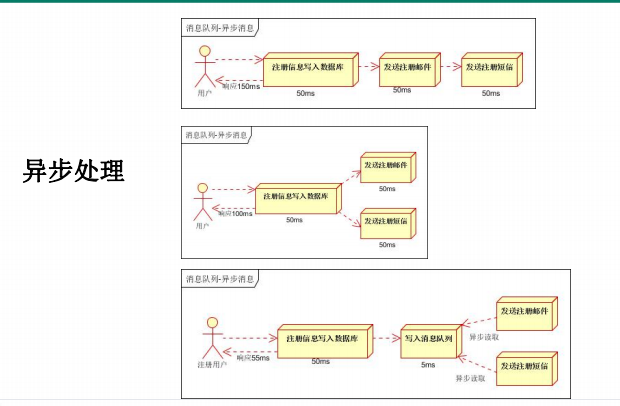 异步处理
消息队列-异步消息
注册信息写入数据库
发送注册邮件
发送注册短信
用户
响应150ms
50ms
50ms
50ms
消息队列-异步消息
发送注册邮件
50ms
注册信息写入数据库
用户
响应100ms
50ms
发送注册短信
50ms
消息队列-异步消息
发送注册邮件
注册信息写入数据库
写入消息队列
异步读取
注册用户
响应55ms
50ms
5ms
发送注册短信
异步读取